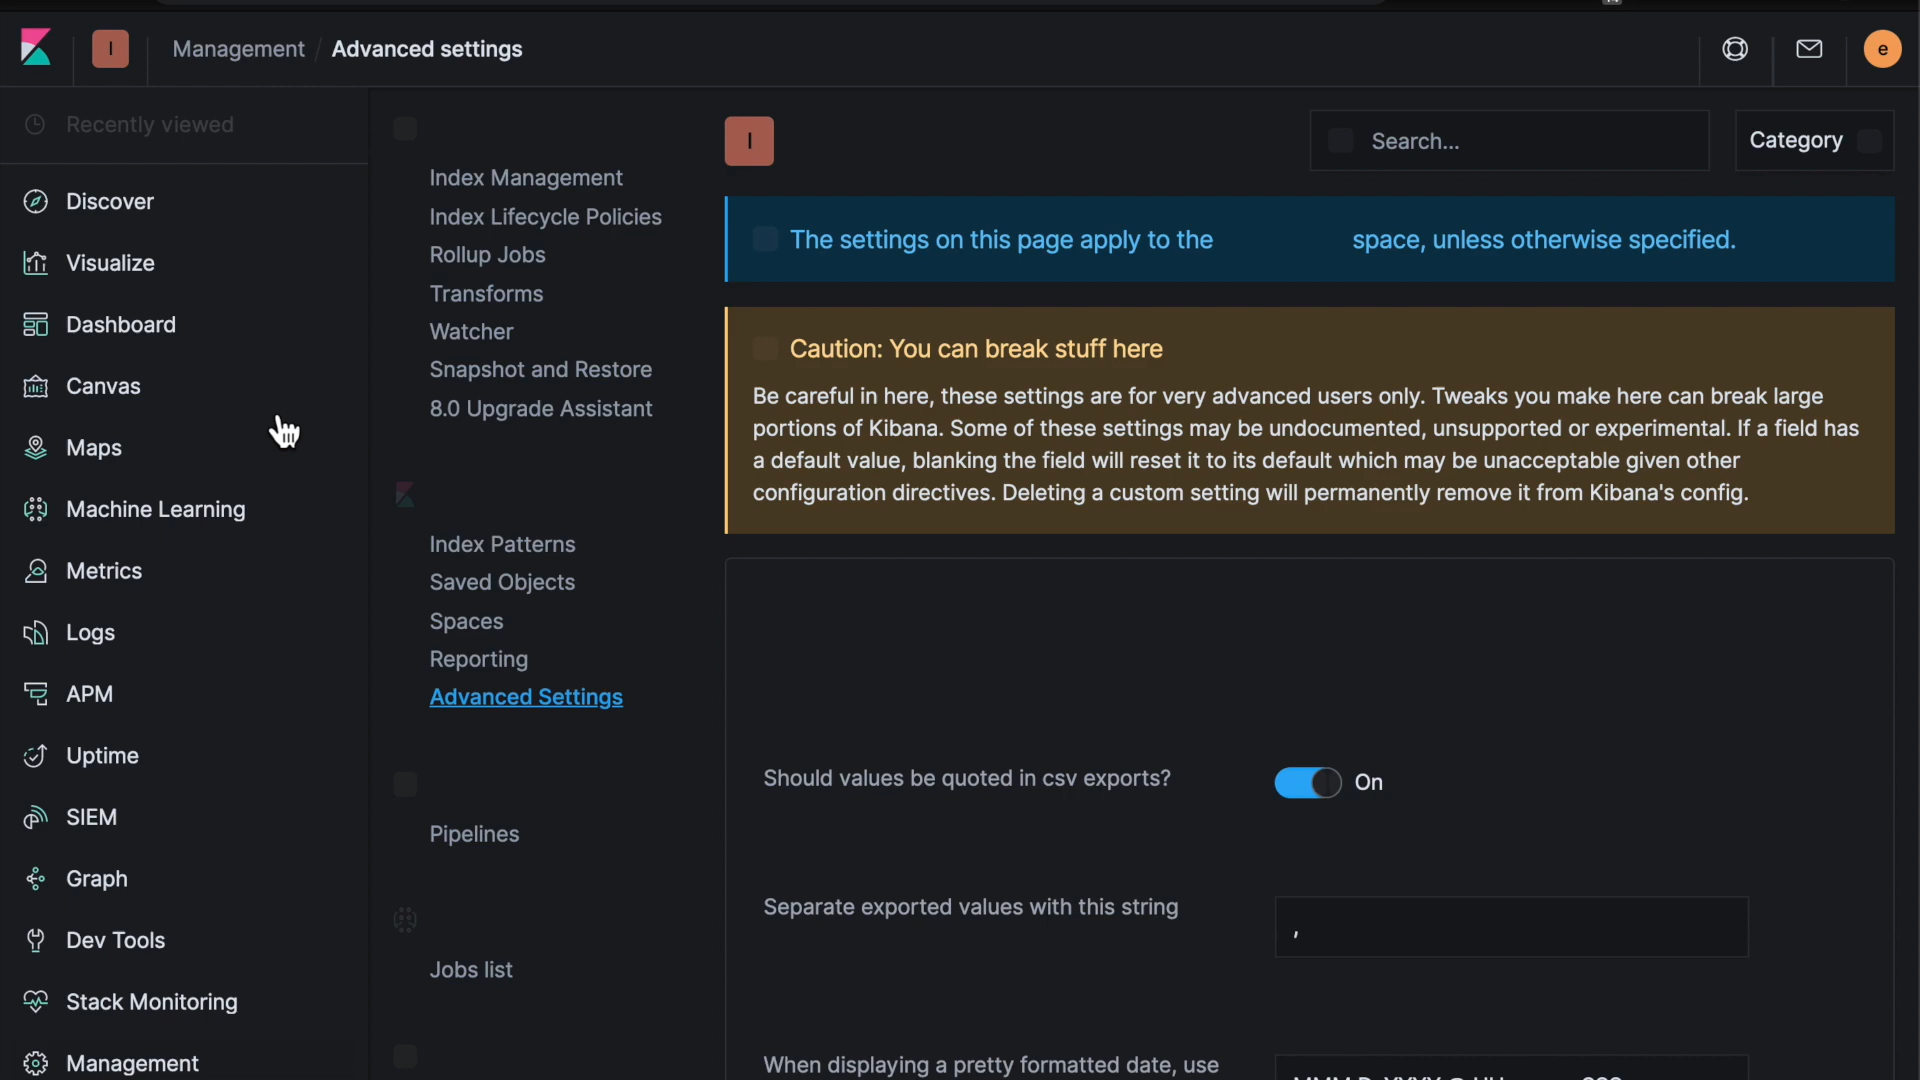 I
Management / Advanced settings
e
Recently viewed
Discover
Visualize
Dashboard
Canvas
Maps
Machine Learning
Metrics
Logs
APM
Uptime
SIEM
Graph
Dev Tools
Stack Monitoring
Management
Index Management
Index Lifecycle Policies
Rollup Jobs
Transforms
Watcher
Snapshot and Restore
8.0 Upgrade Assistant
Index Patterns
Saved Objects
Spaces
Reporting
Advanced Settings
Pipelines
Jobs list
I
Search...
Category
The settings on this page apply to the space, unless otherwise specified.
Caution: You can break stuff here
Be careful in here, these settings are for very advanced users only. Tweaks you make here can break large
portions of Kibana. Some of these settings may be undocumented, unsupported or experimental. If a field has
a default value, blanking the field will reset it to its default which may be unacceptable given other
configuration directives. Deleting a custom setting will permanently remove it from Kibana's config.
Should values be quoted in csv exports?
On
Separate exported values with this string
,
When displaying a pretty formatted date, use